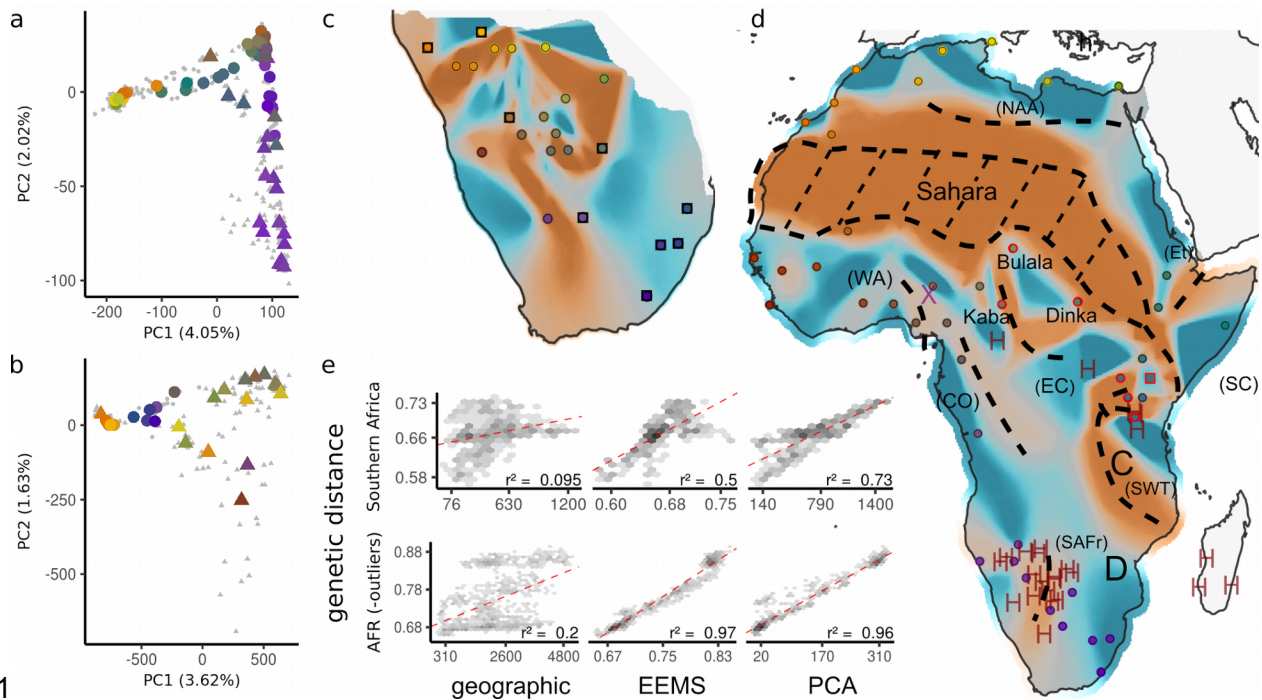 a
0
-50
-100
PC2 (2.02%)
-200
-100
0
100
PC1 (4.05%)
b
0
-250
-500
PC2 (1.63%)
-500
0
500
PC1 (3.62%)
c
d
(NAA)
Sahara
Bulala
(Et)
(WA)
X
Kaba
Dinka
H
H
(EC)
(SC)
(CO)
C
(SWT)
(SAFr)
D
e
genetic distance
Southern Africa
0.73
0.66
0.58
r² = 0.095
r² = 0.5
r² = 0.73
76 630 1200
0.60 0.68 0.75
140 790 1400
AFR (-outliers)
0.88
0.78
0.68
r² = 0.2
r² = 0.97
r² = 0.96
310 2600 4800
0.67 0.75 0.83
20 170 310
geographic EEMS PCA
1